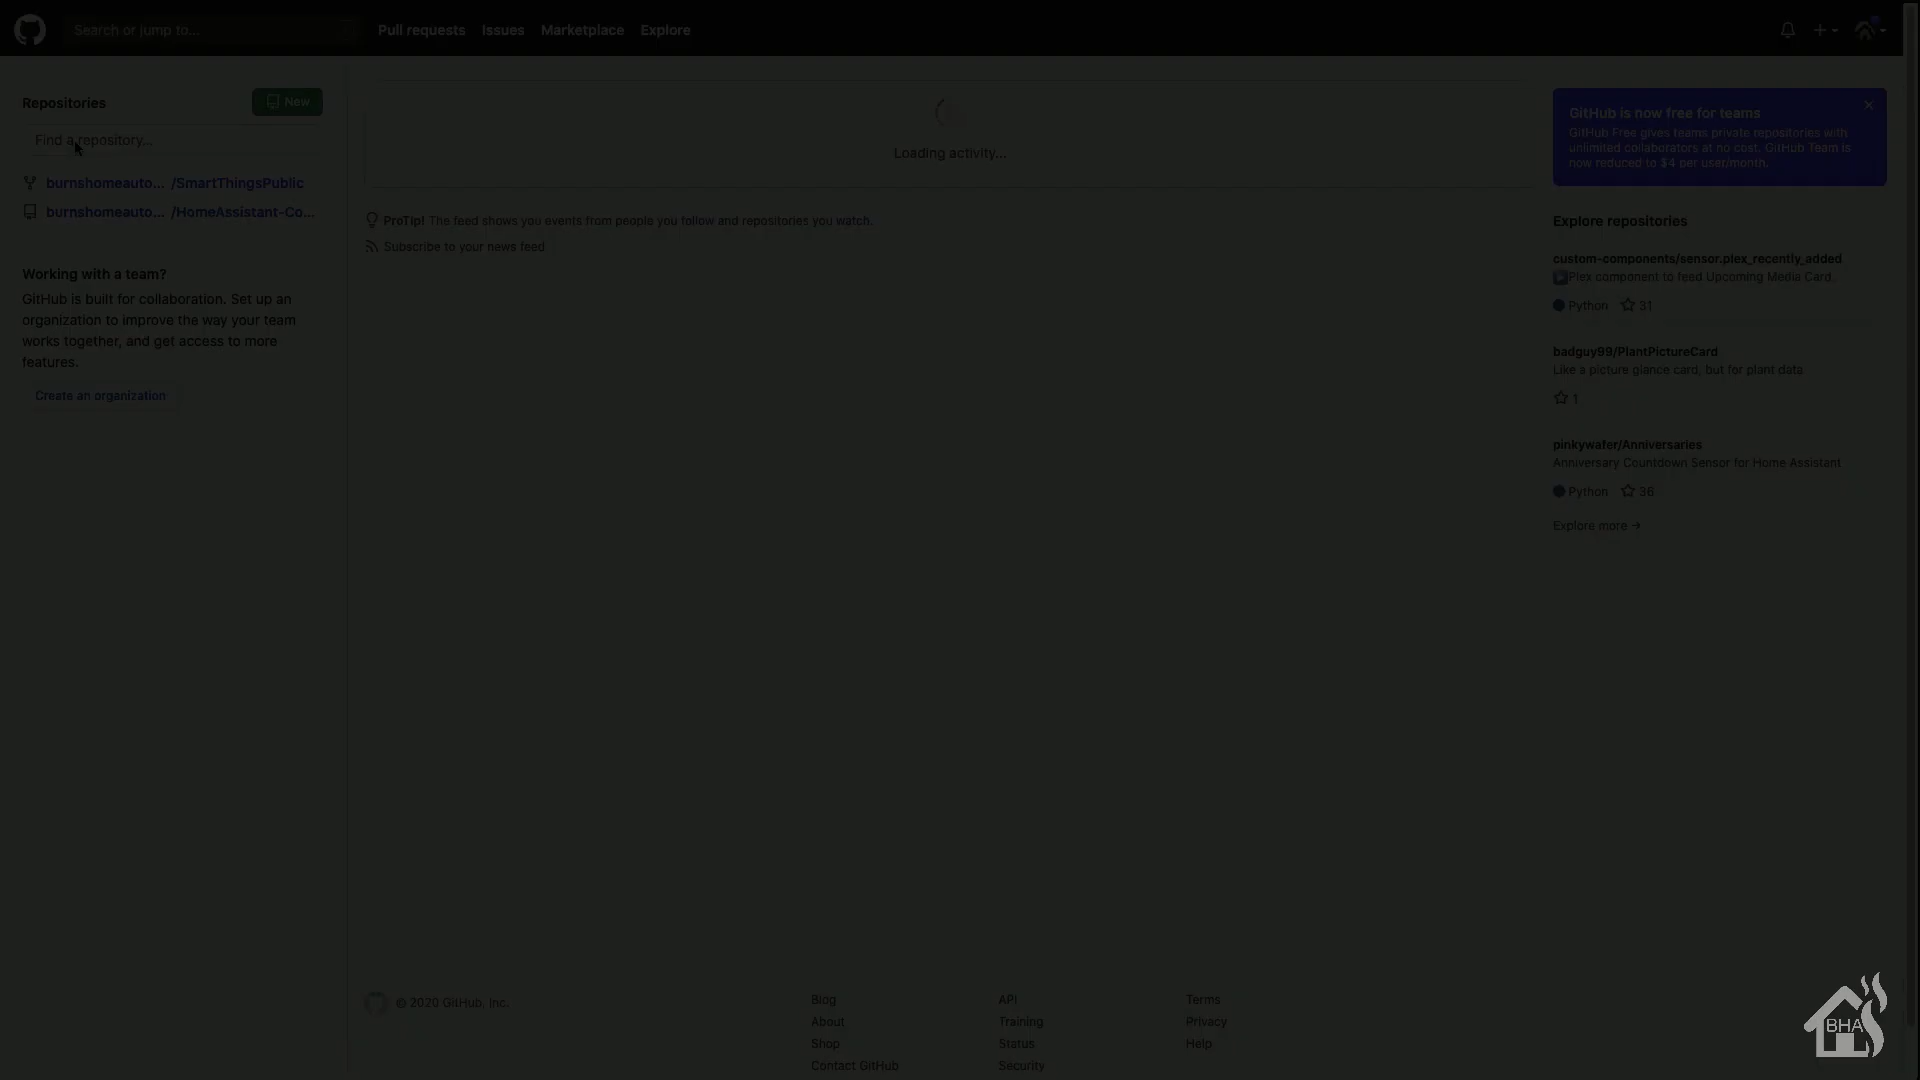 Search or jump to...
Pull requests
Issues
Marketplace
Explore
Repositories
New
Find a repository...
burnshomeauto... /SmartThingsPublic
burnshomeauto... /HomeAssistant-Co...
Working with a team?
GitHub is built for collaboration. Set up an
organization to improve the way your team
works together, and get access to more
features.
Create an organization
Loading activity...
ProTip! The feed shows you events from people you follow and repositories you watch.
Subscribe to your news feed
GitHub is now free for teams
GitHub Free gives teams private repositories with
unlimited collaborators at no cost. GitHub Team is
now reduced to $4 per user/month.
Explore repositories
custom-components/sensor.plex_recently_added
Plex component to feed Upcoming Media Card.
Python 31
badguy99/PlantPictureCard
Like a picture glance card, but for plant data
1
pinkywafer/Anniversaries
Anniversary Countdown Sensor for Home Assistant
Python 36
Explore more →
© 2020 GitHub, Inc.
Blog
About
Shop
Contact GitHub
API
Training
Status
Security
Terms
Privacy
Help
BHA